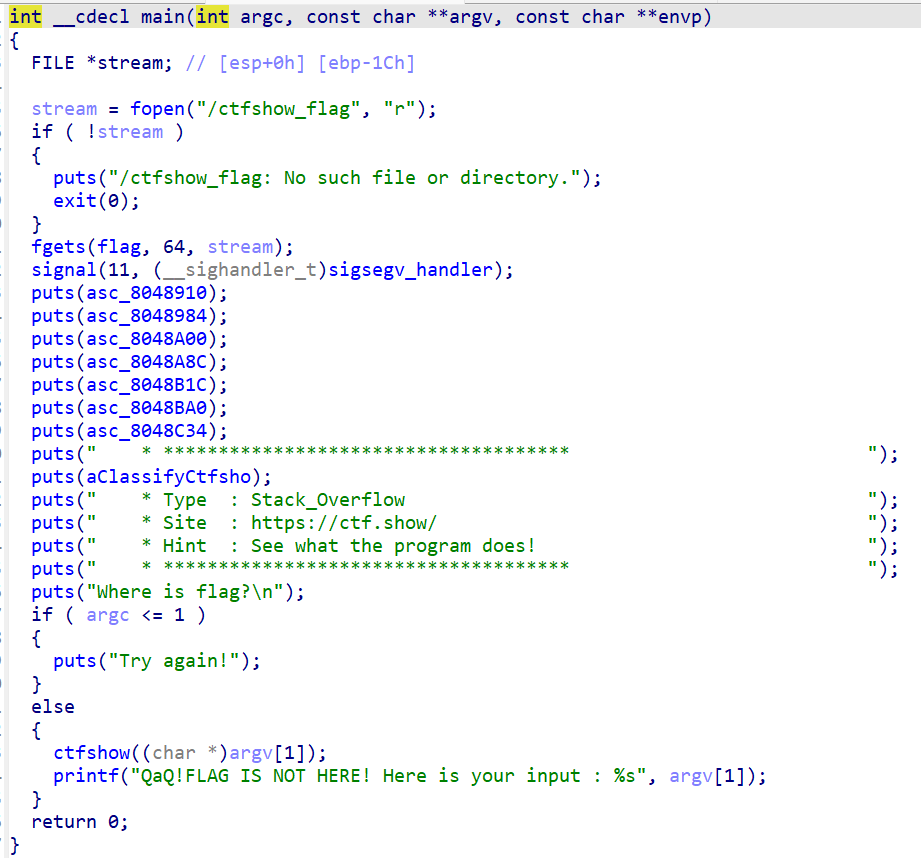 int __cdecl main(int argc, const char **argv, const char **envp)
{
  FILE *stream; // [esp+0h] [ebp-1Ch]

  stream = fopen("/ctfshow_flag", "r");
  if ( !stream )
  {
    puts("/ctfshow_flag: No such file or directory.");
    exit(0);
  }
  fgets(flag, 64, stream);
  signal(11, (__sighandler_t)sigsegv_handler);
  puts(asc_8048910);
  puts(asc_8048984);
  puts(asc_8048A00);
  puts(asc_8048A8C);
  puts(asc_8048B1C);
  puts(asc_8048BA0);
  puts(asc_8048C34);
  puts("    * *************************************                           ");
  puts(aClassifyCtfsho);
  puts("    * Type  : Stack_Overflow                                          ");
  puts("    * Site  : https://ctf.show/                                       ");
  puts("    * Hint  : See what the program does!                              ");
  puts("    * *************************************                           ");
  puts("Where is flag?\n");
  if ( argc <= 1 )
  {
    puts("Try again!");
  }
  else
  {
    ctfshow((char *)argv[1]);
    printf("QaQ!FLAG IS NOT HERE! Here is your input : %s", argv[1]);
  }
  return 0;
}